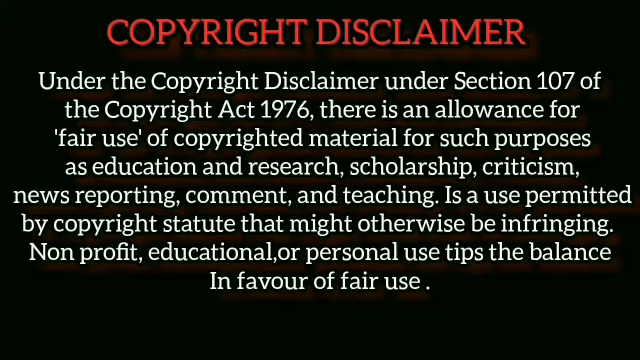 COPYRIGHT DISCLAIMER
Under the Copyright Disclaimer under Section 107 of
the Copyright Act 1976, there is an allowance for
'fair use' of copyrighted material for such purposes
as education and research, scholarship, criticism,
news reporting, comment, and teaching. Is a use permitted
by copyright statute that might otherwise be infringing.
Non profit, educational,or personal use tips the balance
In favour of fair use .